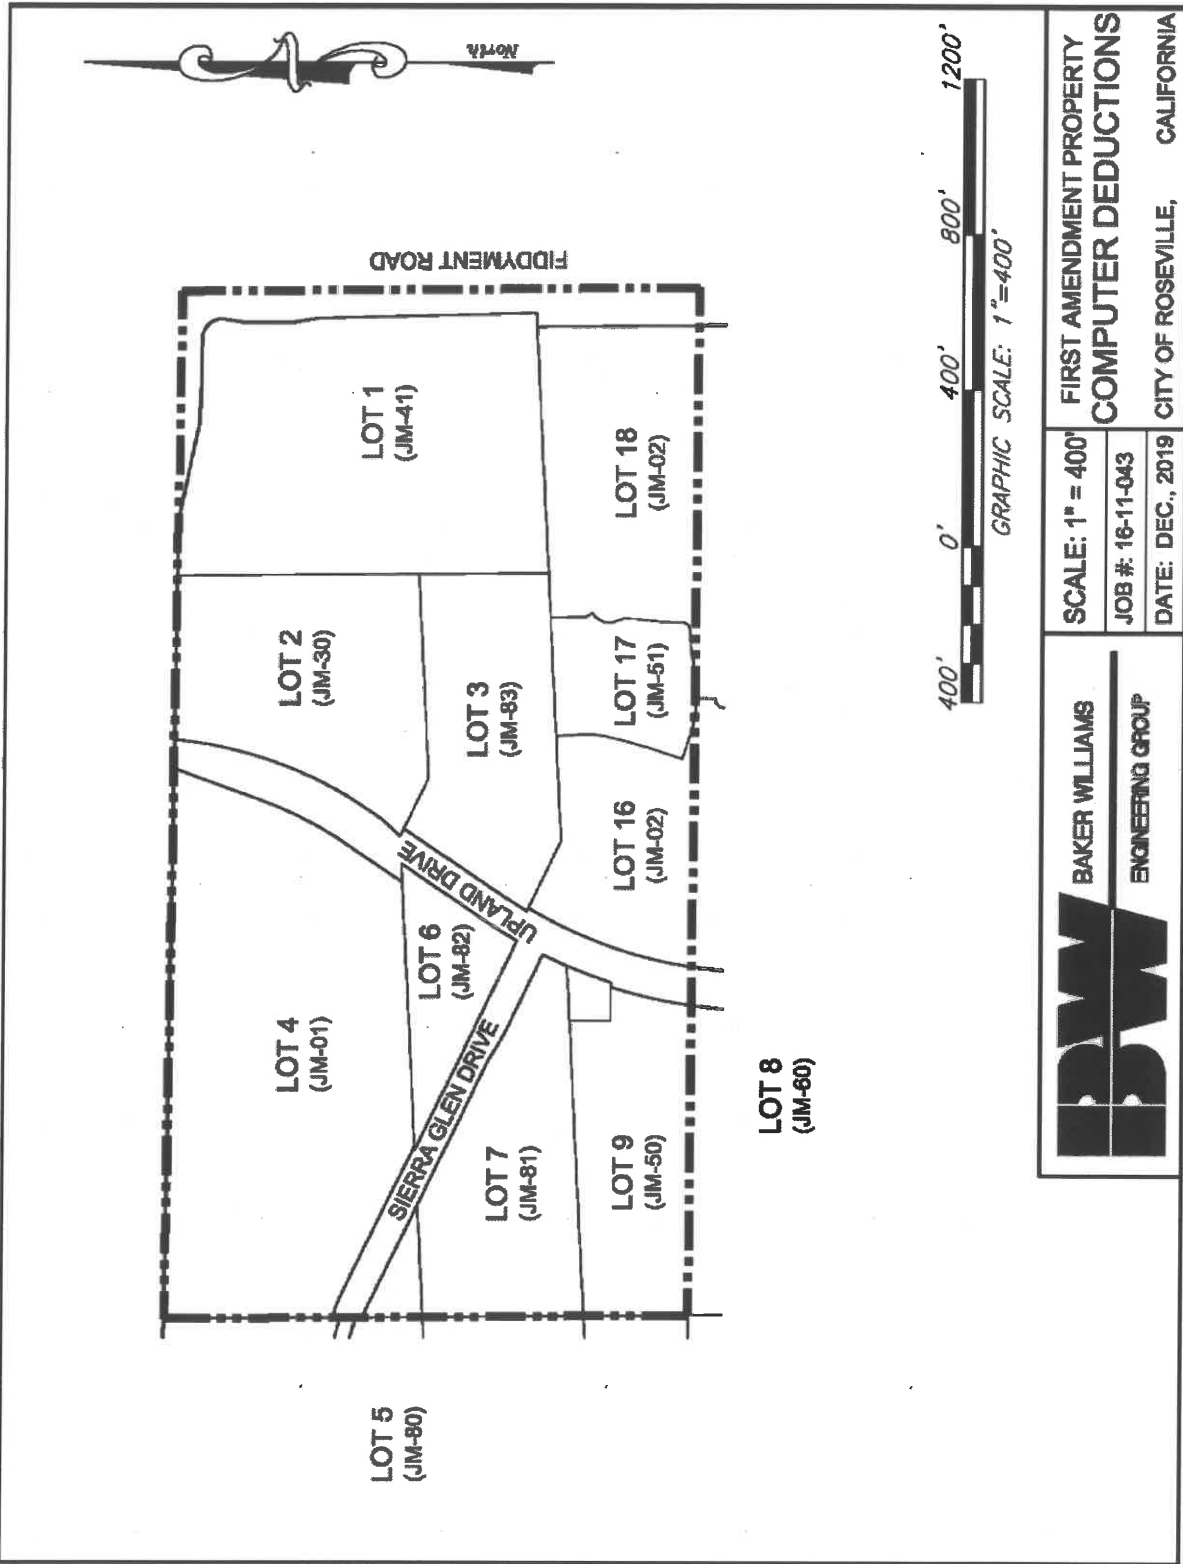 North
FIDDYMENT ROAD
LOT 1
(JM-41)
LOT 2
(JM-30)
LOT 3
(JM-83)
LOT 18
(JM-02)
LOT 17
(JM-51)
LOT 16
(JM-02)
UPLAND DRIVE
LOT 4
(JM-01)
LOT 6
(JM-82)
SIERRA GLEN DRIVE
LOT 7
(JM-81)
LOT 9
(JM-50)
LOT 5
(JM-80)
LOT 8
(JM-60)
400' 0' 400' 800' 1200'
GRAPHIC SCALE: 1"=400'
BW
BAKER WILLIAMS
ENGINEERING GROUP
SCALE: 1" = 400'
JOB #: 16-11-043
DATE: DEC., 2019
FIRST AMENDMENT PROPERTY
COMPUTER DEDUCTIONS
CITY OF ROSEVILLE, CALIFORNIA